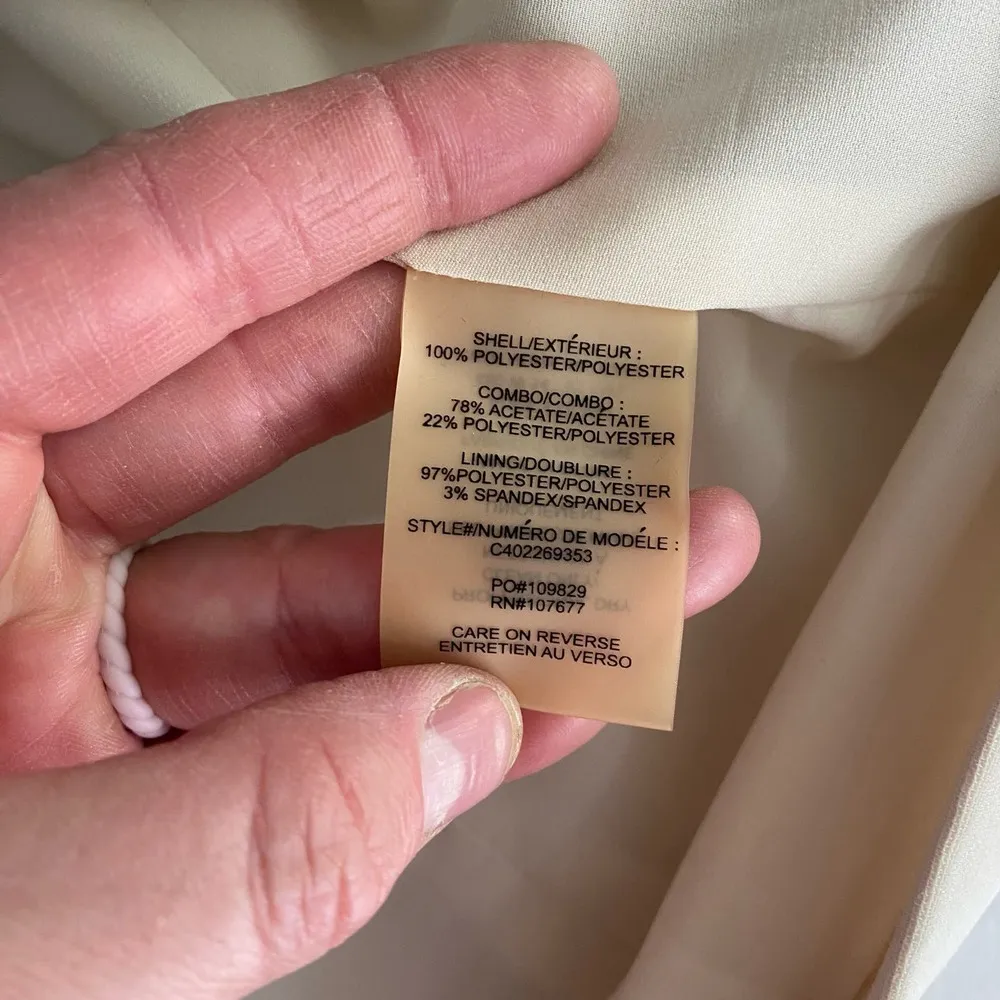 SHELL/EXTÉRIEUR :
100% POLYESTER/POLYESTER
COMBO/COMBO :
78% ACETATE/ACÉTATE
22% POLYESTER/POLYESTER
LINING/DOUBLURE :
97%POLYESTER/POLYESTER
3% SPANDEX/SPANDEX
STYLE#/NUMÉRO DE MODÉLE :
C402269353
PO#109829
RN#107677
CARE ON REVERSE
ENTRETIEN AU VERSO